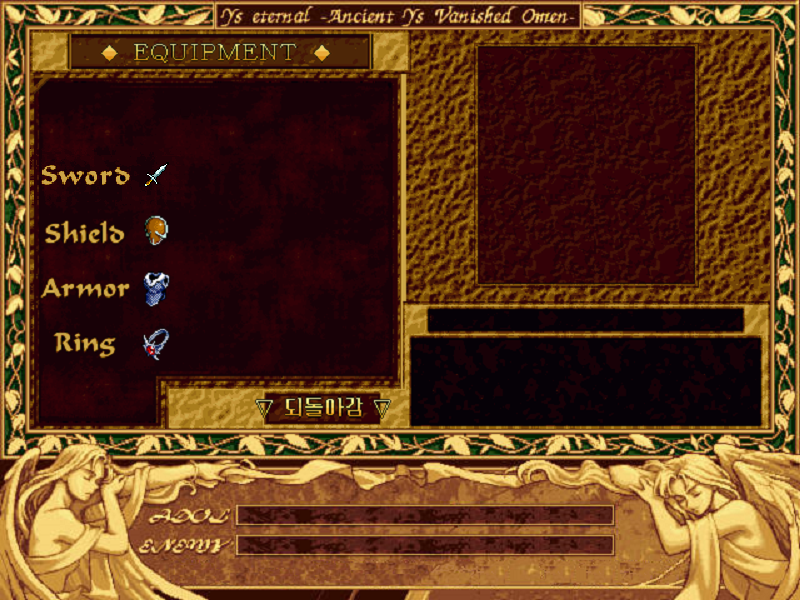 Ys eternal -Ancient Ys Vanished Omen-
EQUIPMENT
Sword
Shield
Armor
Ring
되돌아감
ADOL
ENEMY